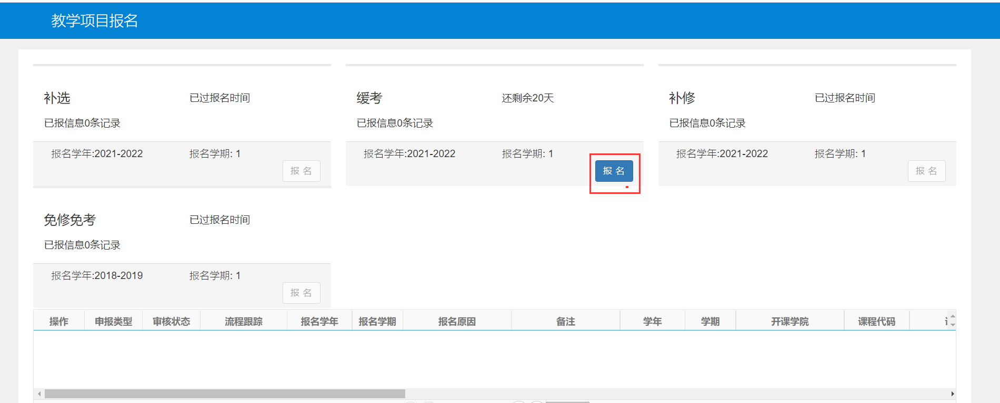 教学项目报名
补选 已过报名时间
已报信息0条记录
报名学年:2021-2022 报名学期: 1
报 名
缓考 还剩余20天
已报信息0条记录
报名学年:2021-2022 报名学期: 1
报 名
补修 已过报名时间
已报信息0条记录
报名学年:2021-2022 报名学期: 1
报 名
免修免考 已过报名时间
已报信息0条记录
报名学年:2018-2019 报名学期: 1
报 名
操作 申报类型 审核状态 流程跟踪 报名学年 报名学期 报名原因 备注 学年 学期 开课学院 课程代码